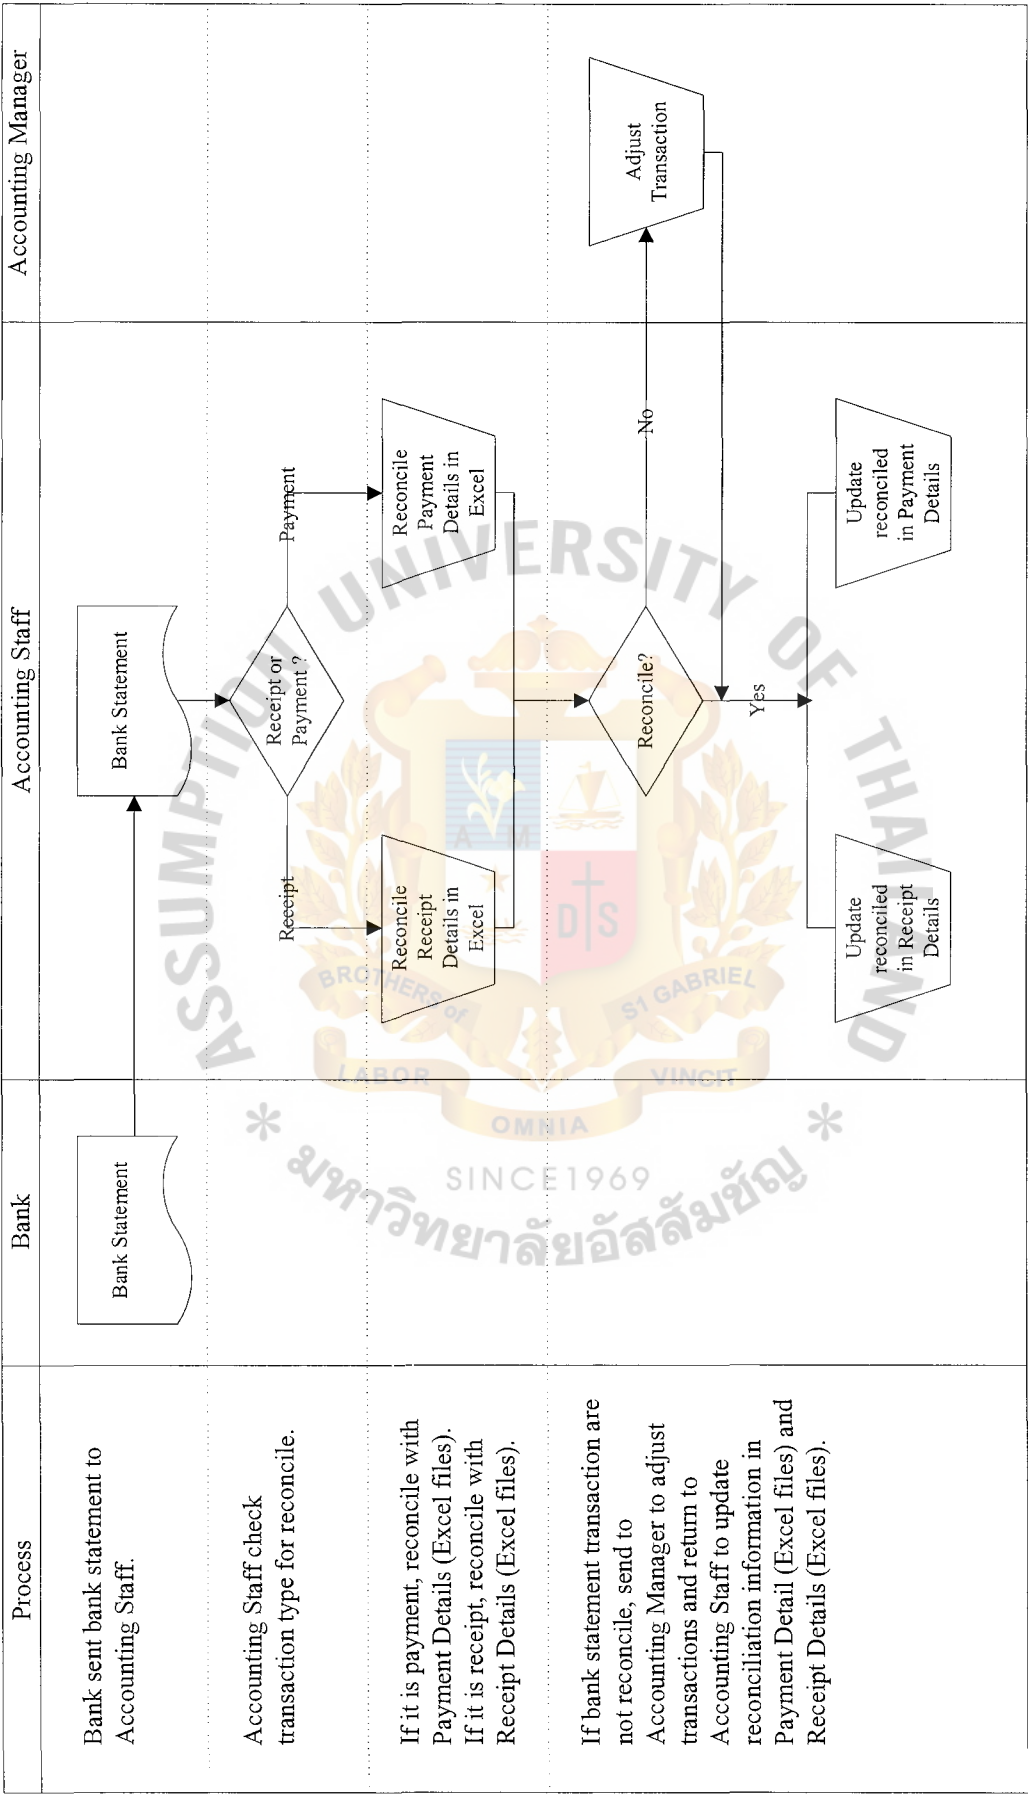 Process
Bank
Accounting Staff
Accounting Manager
Bank sent bank statement to
Accounting Staff.
Bank Statement
Bank Statement
Accounting Staff check
transaction type for reconcile.
Receipt
Receipt or
Payment ?
Payment
If it is payment, reconcile with
Payment Details (Excel files).
If it is receipt, reconcile with
Receipt Details (Excel files).
Reconcile
Receipt
Details in
Excel
Reconcile
Payment
Details in
Excel
If bank statement transaction are
not reconcile, send to
Accounting Manager to adjust
transactions and return to
Accounting Staff to update
reconciliation information in
Payment Detail (Excel files) and
Receipt Details (Excel files).
Reconcile?
No
Adjust
Transaction
Yes
Update
reconciled
in Receipt
Details
Update
reconciled
in Payment
Details
ASSUMPTION UNIVERSITY OF THAILAND
A M
D S
BROTHERS of
ST GABRIEL
LABOR
OMNIA
VINCIT
SINCE 1969
มหาวิทยาลัยอัสสัมชัญ